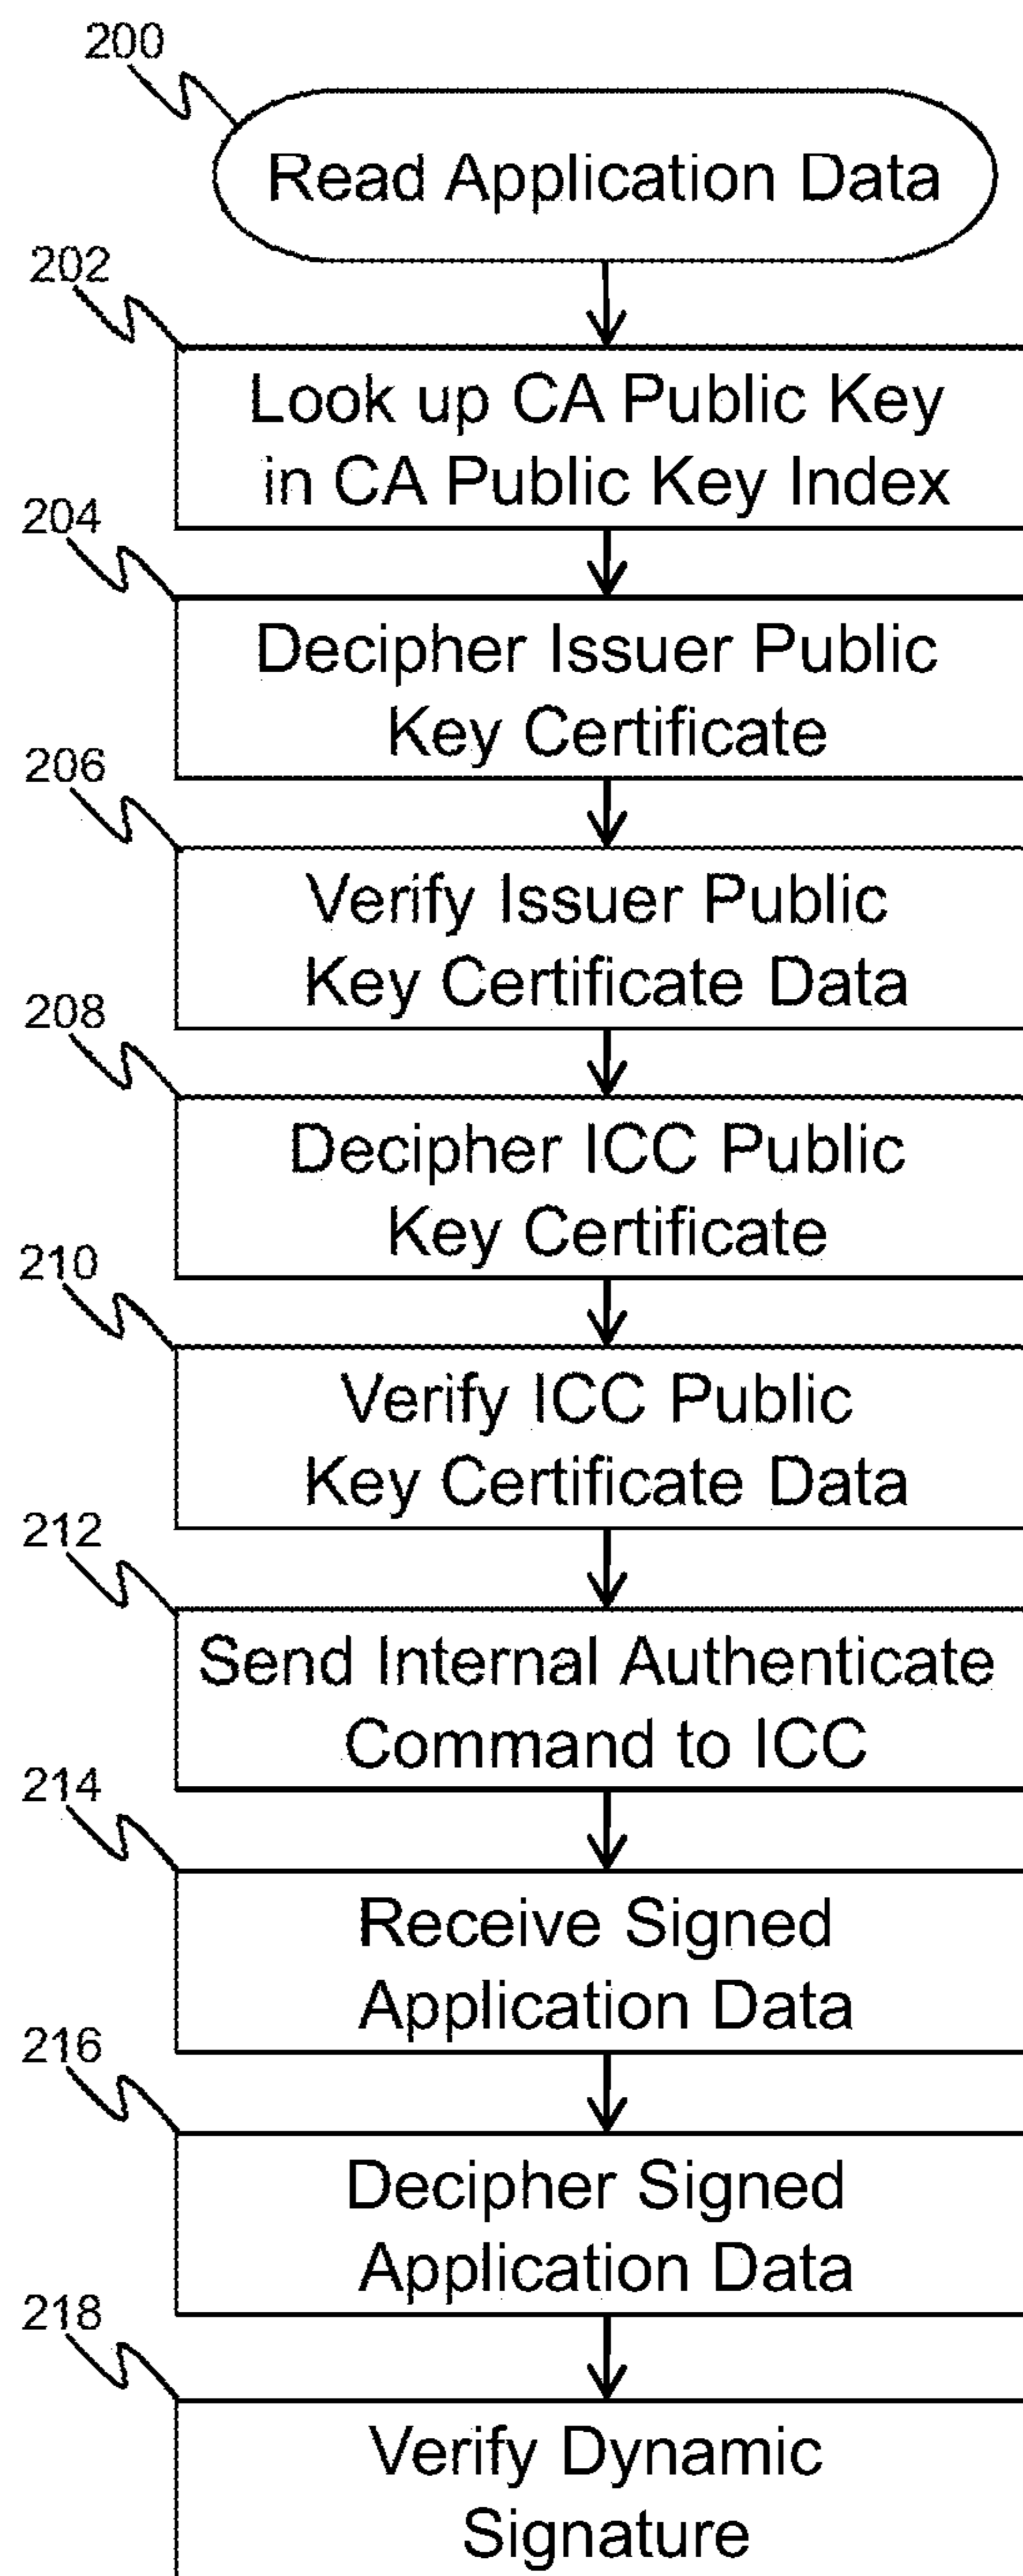 200
Read Application Data
202
Look up CA Public Key
in CA Public Key Index
204
Decipher Issuer Public
Key Certificate
206
Verify Issuer Public
Key Certificate Data
208
Decipher ICC Public
Key Certificate
210
Verify ICC Public
Key Certificate Data
212
Send Internal Authenticate
Command to ICC
214
Receive Signed
Application Data
216
Decipher Signed
Application Data
218
Verify Dynamic
Signature